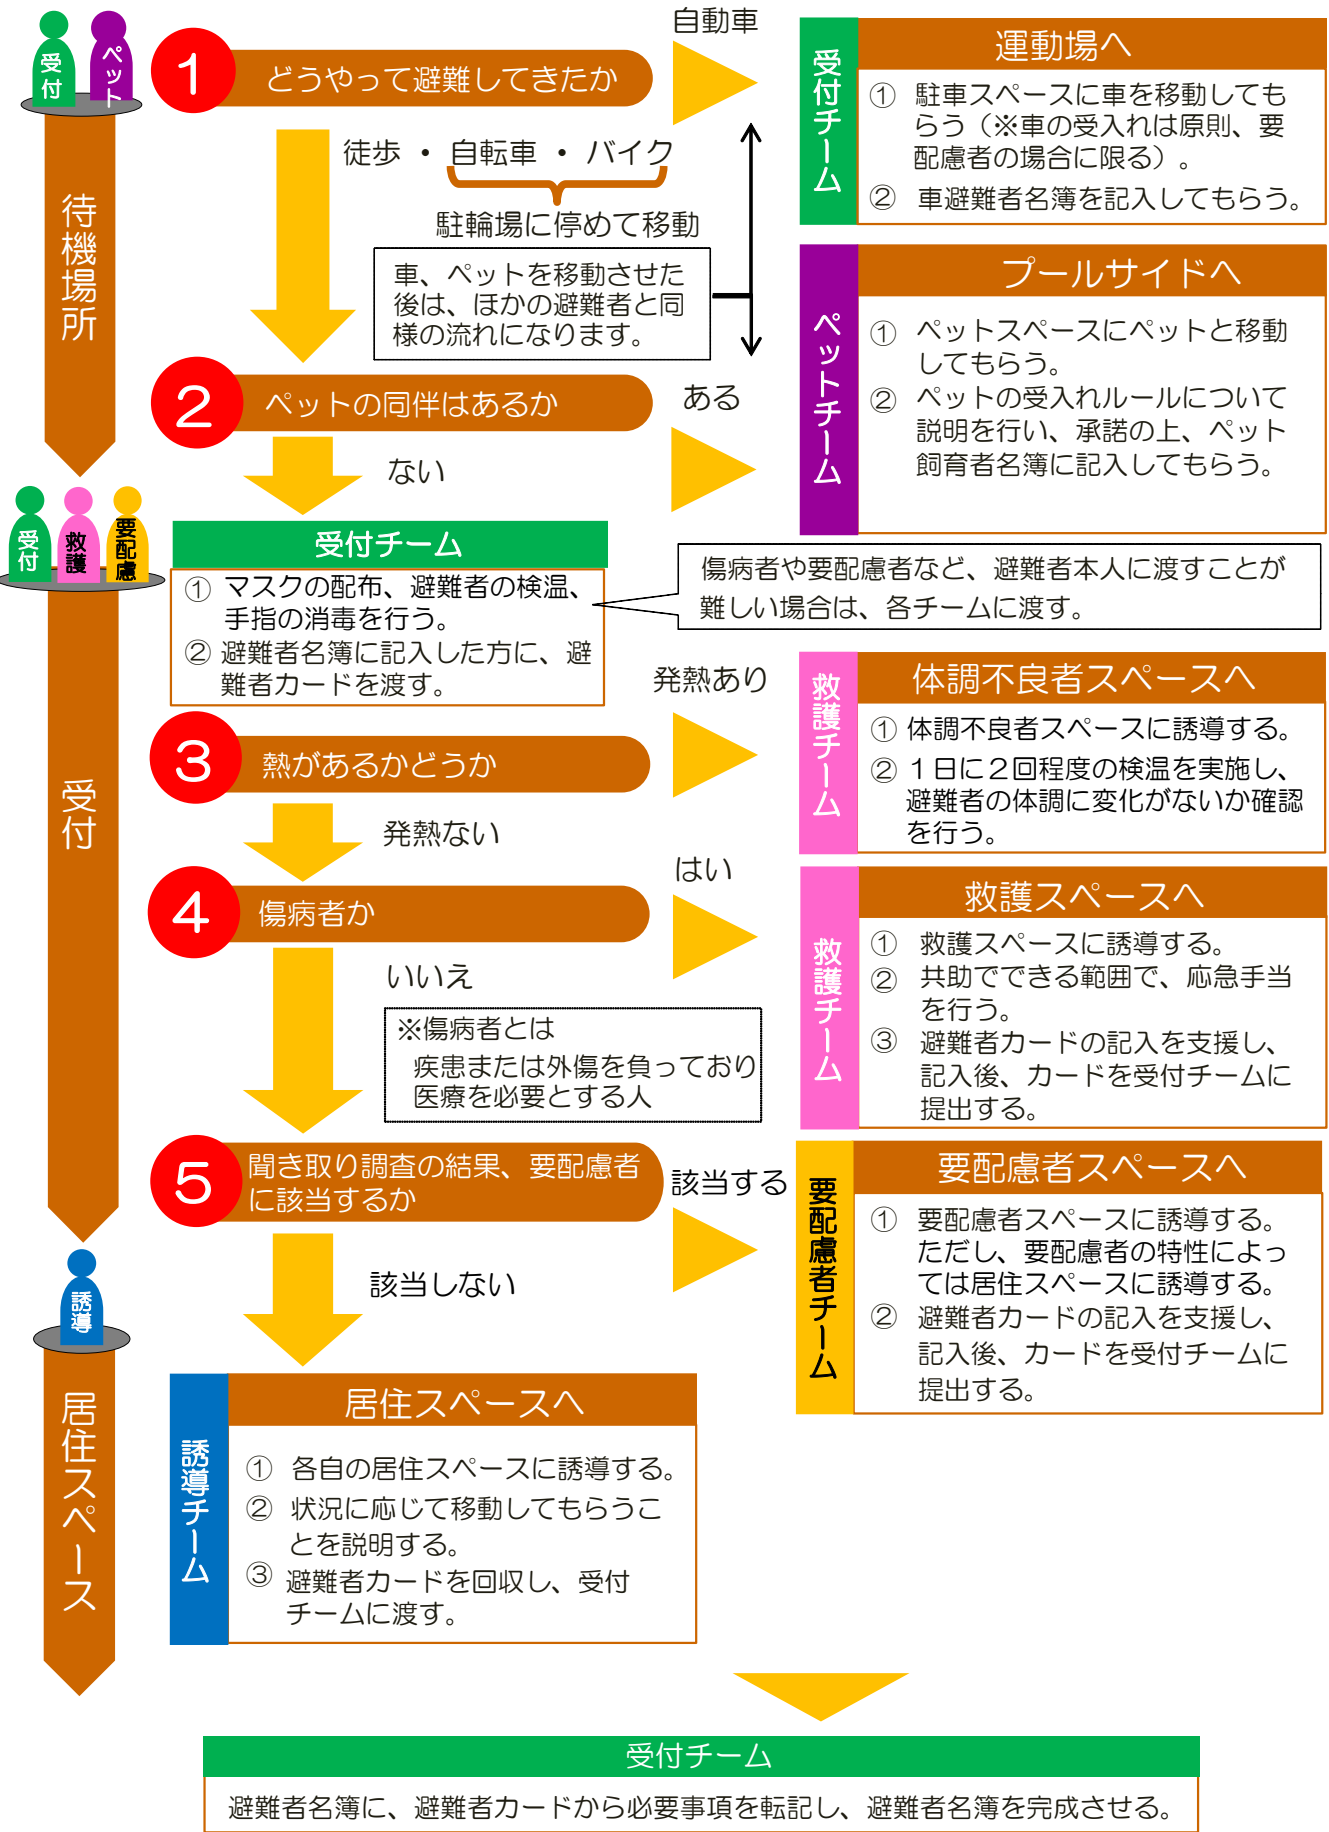 受付
ペット
待機場所
1
どうやって避難してきたか
自動車
徒歩 ・ 自転車 ・ バイク
駐輪場に停めて移動
車、ペットを移動させた
後は、ほかの避難者と同
様の流れになります。
受付チーム
運動場へ
① 駐車スペースに車を移動しても
らう(※車の受入れは原則、要
配慮者の場合に限る)。
② 車避難者名簿を記入してもらう。
2
ペットの同伴はあるか
ある
ない
ペットチーム
プールサイドへ
① ペットスペースにペットと移動
してもらう。
② ペットの受入れルールについて
説明を行い、承諾の上、ペット
飼育者名簿に記入してもらう。
受付
救護
要配慮
受付
受付チーム
① マスクの配布、避難者の検温、
手指の消毒を行う。
② 避難者名簿に記入した方に、避
難者カードを渡す。
傷病者や要配慮者など、避難者本人に渡すことが
難しい場合は、各チームに渡す。
3
熱があるかどうか
発熱あり
発熱ない
救護チーム
体調不良者スペースへ
① 体調不良者スペースに誘導する。
② 1日に2回程度の検温を実施し、
避難者の体調に変化がないか確認
を行う。
4
傷病者か
はい
いいえ
※傷病者とは
疾患または外傷を負っており
医療を必要とする人
救護チーム
救護スペースへ
① 救護スペースに誘導する。
② 共助でできる範囲で、応急手当
を行う。
③ 避難者カードの記入を支援し、
記入後、カードを受付チームに
提出する。
5
聞き取り調査の結果、要配慮者
に該当するか
該当する
該当しない
要配慮者チーム
要配慮者スペースへ
① 要配慮者スペースに誘導する。
ただし、要配慮者の特性によっ
ては居住スペースに誘導する。
② 避難者カードの記入を支援し、
記入後、カードを受付チームに
提出する。
誘導
居住スペース
誘導チーム
居住スペースへ
① 各自の居住スペースに誘導する。
② 状況に応じて移動してもらうこ
とを説明する。
③ 避難者カードを回収し、受付
チームに渡す。
受付チーム
避難者名簿に、避難者カードから必要事項を転記し、避難者名簿を完成させる。